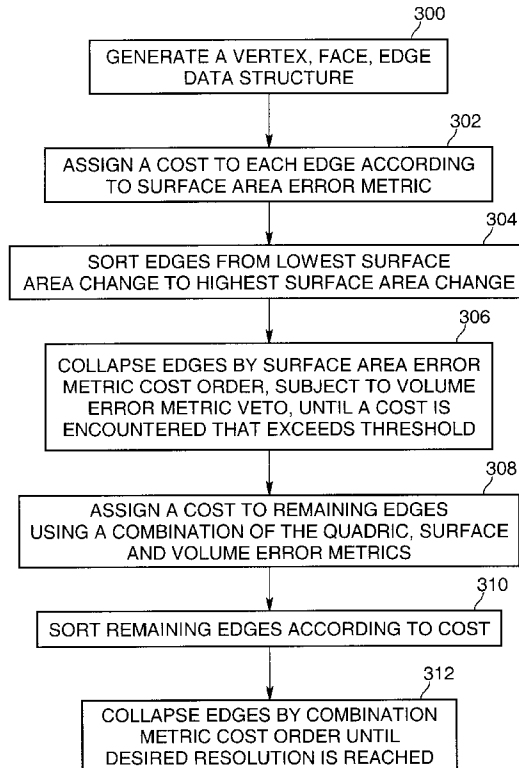 300
GENERATE A VERTEX, FACE, EDGE
DATA STRUCTURE
302
ASSIGN A COST TO EACH EDGE ACCORDING
TO SURFACE AREA ERROR METRIC
304
SORT EDGES FROM LOWEST SURFACE
AREA CHANGE TO HIGHEST SURFACE AREA CHANGE
306
COLLAPSE EDGES BY SURFACE AREA ERROR
METRIC COST ORDER, SUBJECT TO VOLUME
ERROR METRIC VETO, UNTIL A COST IS
ENCOUNTERED THAT EXCEEDS THRESHOLD
308
ASSIGN A COST TO REMAINING EDGES
USING A COMBINATION OF THE QUADRIC, SURFACE
AND VOLUME ERROR METRICS
310
SORT REMAINING EDGES ACCORDING TO COST
312
COLLAPSE EDGES BY COMBINATION
METRIC COST ORDER UNTIL
DESIRED RESOLUTION IS REACHED